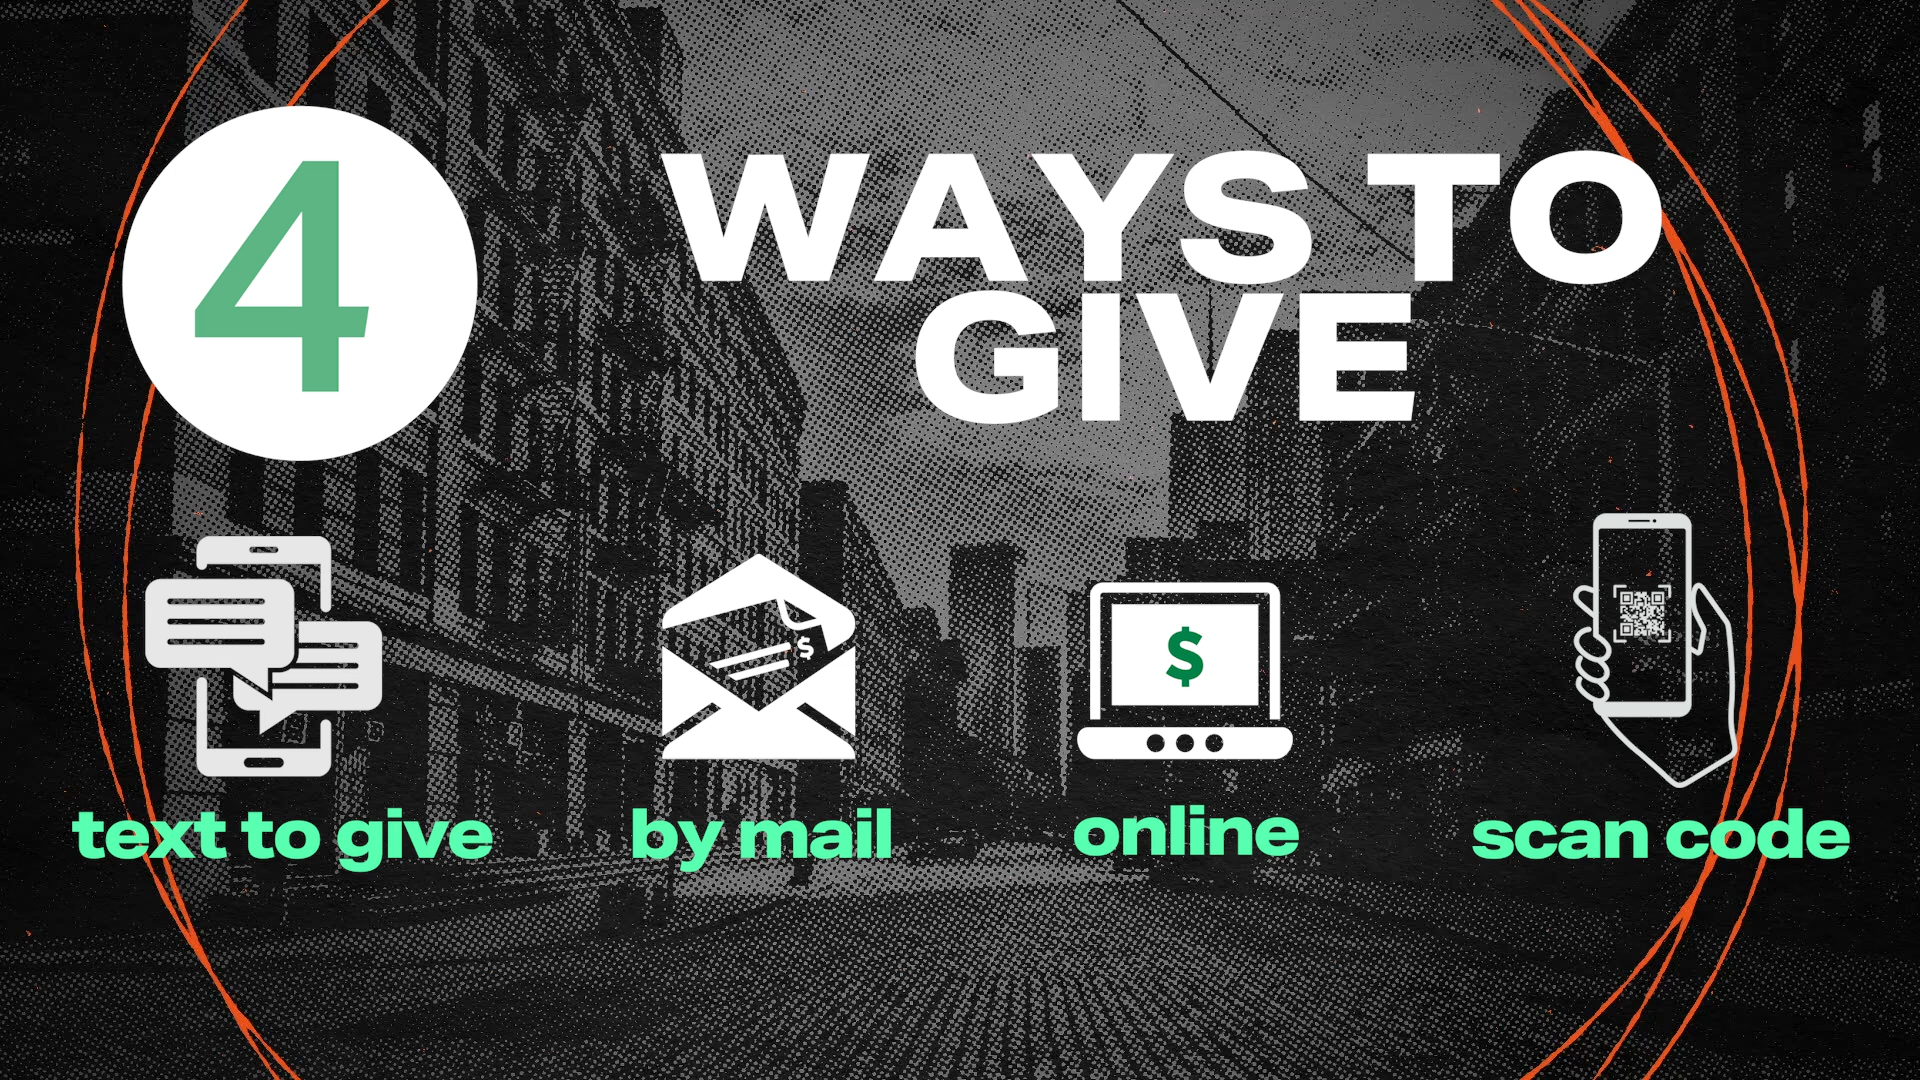 4
WAYS TO
GIVE
$
$
text to give
by mail
online
scan code